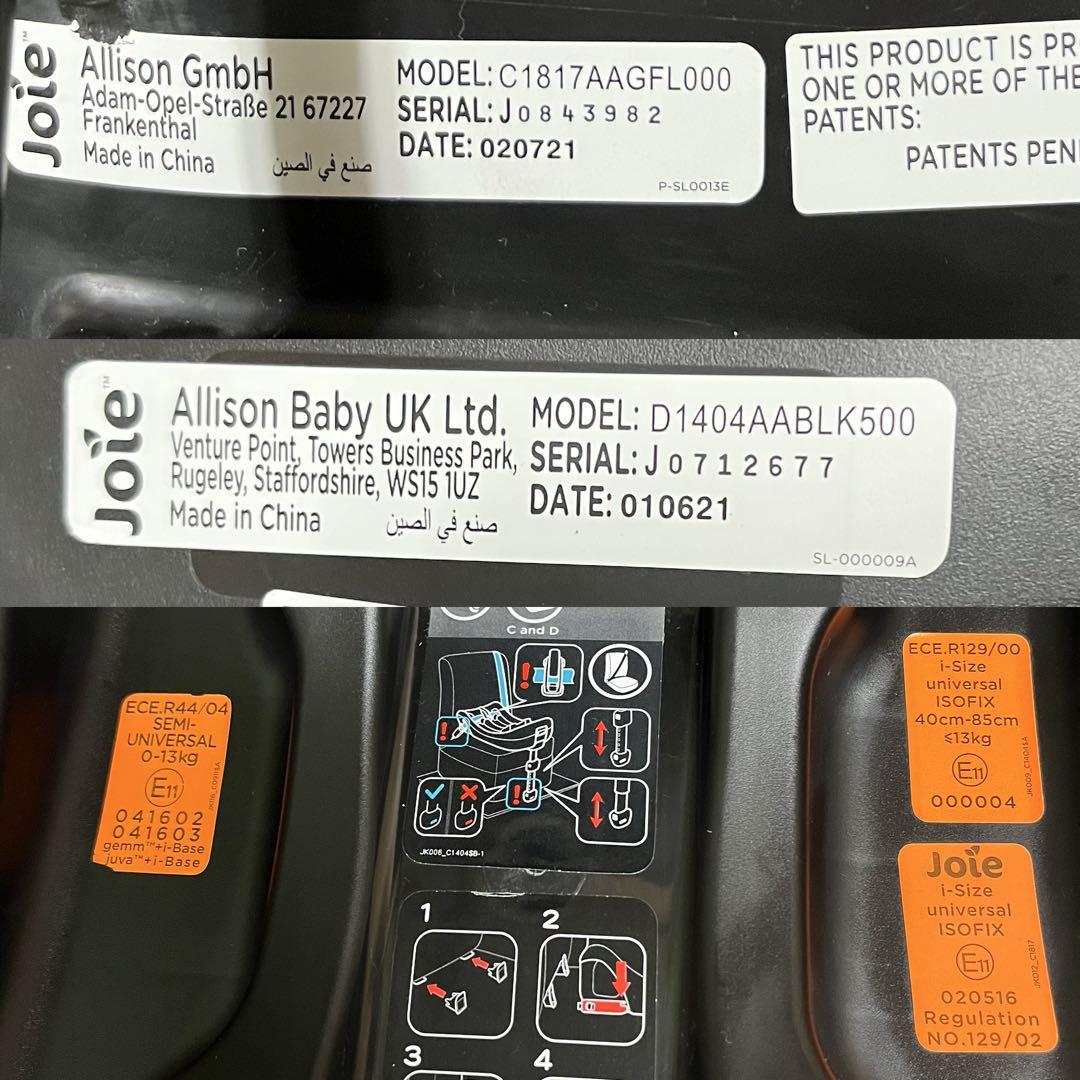 Joie™
Allison GmbH
Adam-Opel-Straße 21 67227
Frankenthal
Made in China صنع في الصين
MODEL: C1817AAGFL000
SERIAL: J0843982
DATE: 020721
P-SL0013E
THIS PRODUCT IS PR
ONE OR MORE OF THE
PATENTS:
PATENTS PEN
Joie™
Allison Baby UK Ltd.
Venture Point, Towers Business Park,
Rugeley, Staffordshire, WS15 1UZ
Made in China صنع في الصين
MODEL: D1404AABLK500
SERIAL: J0712677
DATE: 010621
SL-000009A
ECE.R44/04
SEMI-
UNIVERSAL
0-13kg
E11
041602
041603
gemm™+i-Base
juva™+i-Base
C and D
JK006_C1404SB-1
1
2
3
4
ECE.R129/00
i-Size
universal
ISOFIX
40cm-85cm
≤13kg
E11
000004
JK009_C1404SA
Joie
i-Size
universal
ISOFIX
E11
020516
Regulation
NO.129/02
JK012_C1817